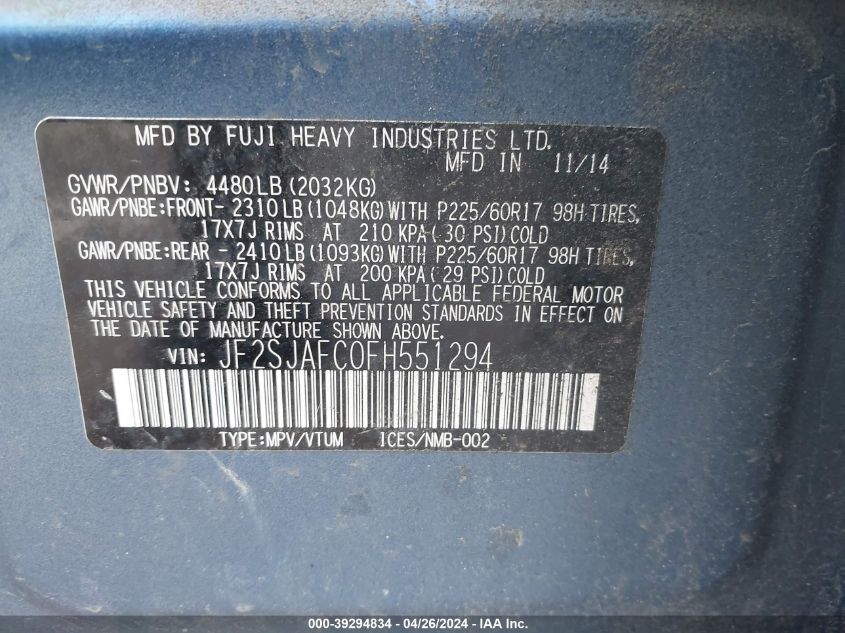 MFD BY FUJI HEAVY INDUSTRIES LTD.
MFD IN 11/14
GVWR/PNBV: 4480LB(2032KG)
GAWR/PNBE:FRONT- 2310LB(1048KG)WITH P225/60R17 98H TIRES,
17X7J RIMS AT 210 KPA(30 PSI)COLD
GAWR/PNBE:REAR - 2410LB(1093KG)WITH P225/60R17 98H TIRES,
17X7J RIMS AT 200 KPA(29 PSI)COLD
THIS VEHICLE CONFORMS TO ALL APPLICABLE FEDERAL MOTOR
VEHICLE SAFETY AND THEFT PREVENTION STANDARDS IN EFFECT ON
THE DATE OF MANUFACTURE SHOWN ABOVE.
VIN: JF2SJAFC0FH551294
TYPE:MPV/VTUM ICES/NMB-002
000-39294834 - 04/26/2024 - IAA Inc.